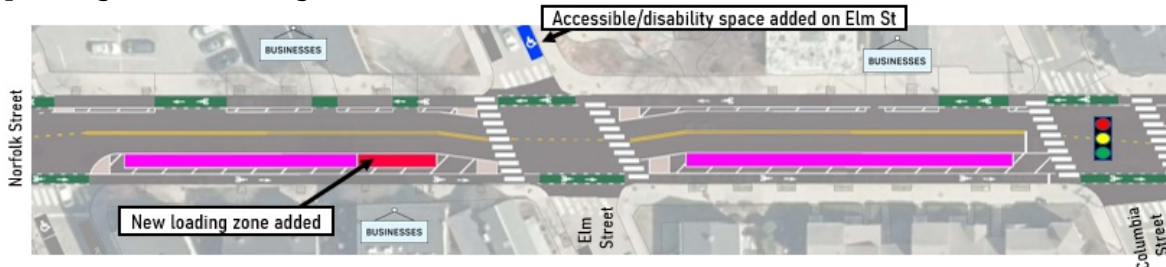 Accessible/disability space added on Elm St
BUSINESSES
BUSINESSES
Norfolk Street
New loading zone added
BUSINESSES
Elm
Street
Columbia
Street